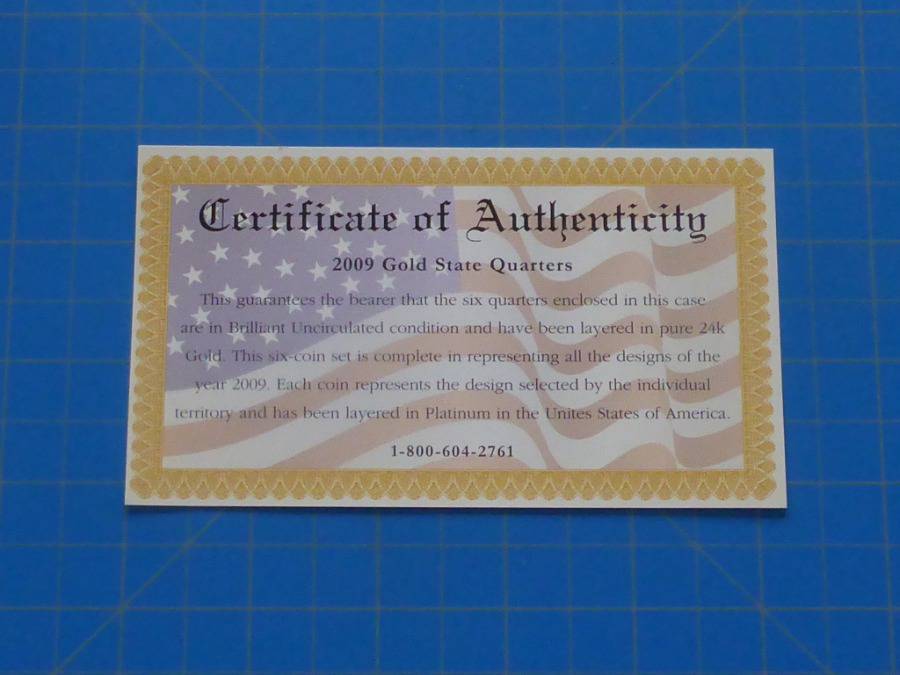 Certificate of Authenticity
2009 Gold State Quarters
This guarantees the bearer that the six quarters enclosed in this case
are in Brilliant Uncirculated condition and have been layered in pure 24k
Gold. This six-coin set is complete in representing all the designs of the
year 2009. Each coin represents the design selected by the individual
territory and has been layered in Platinum in the Unites States of America.
1-800-604-2761